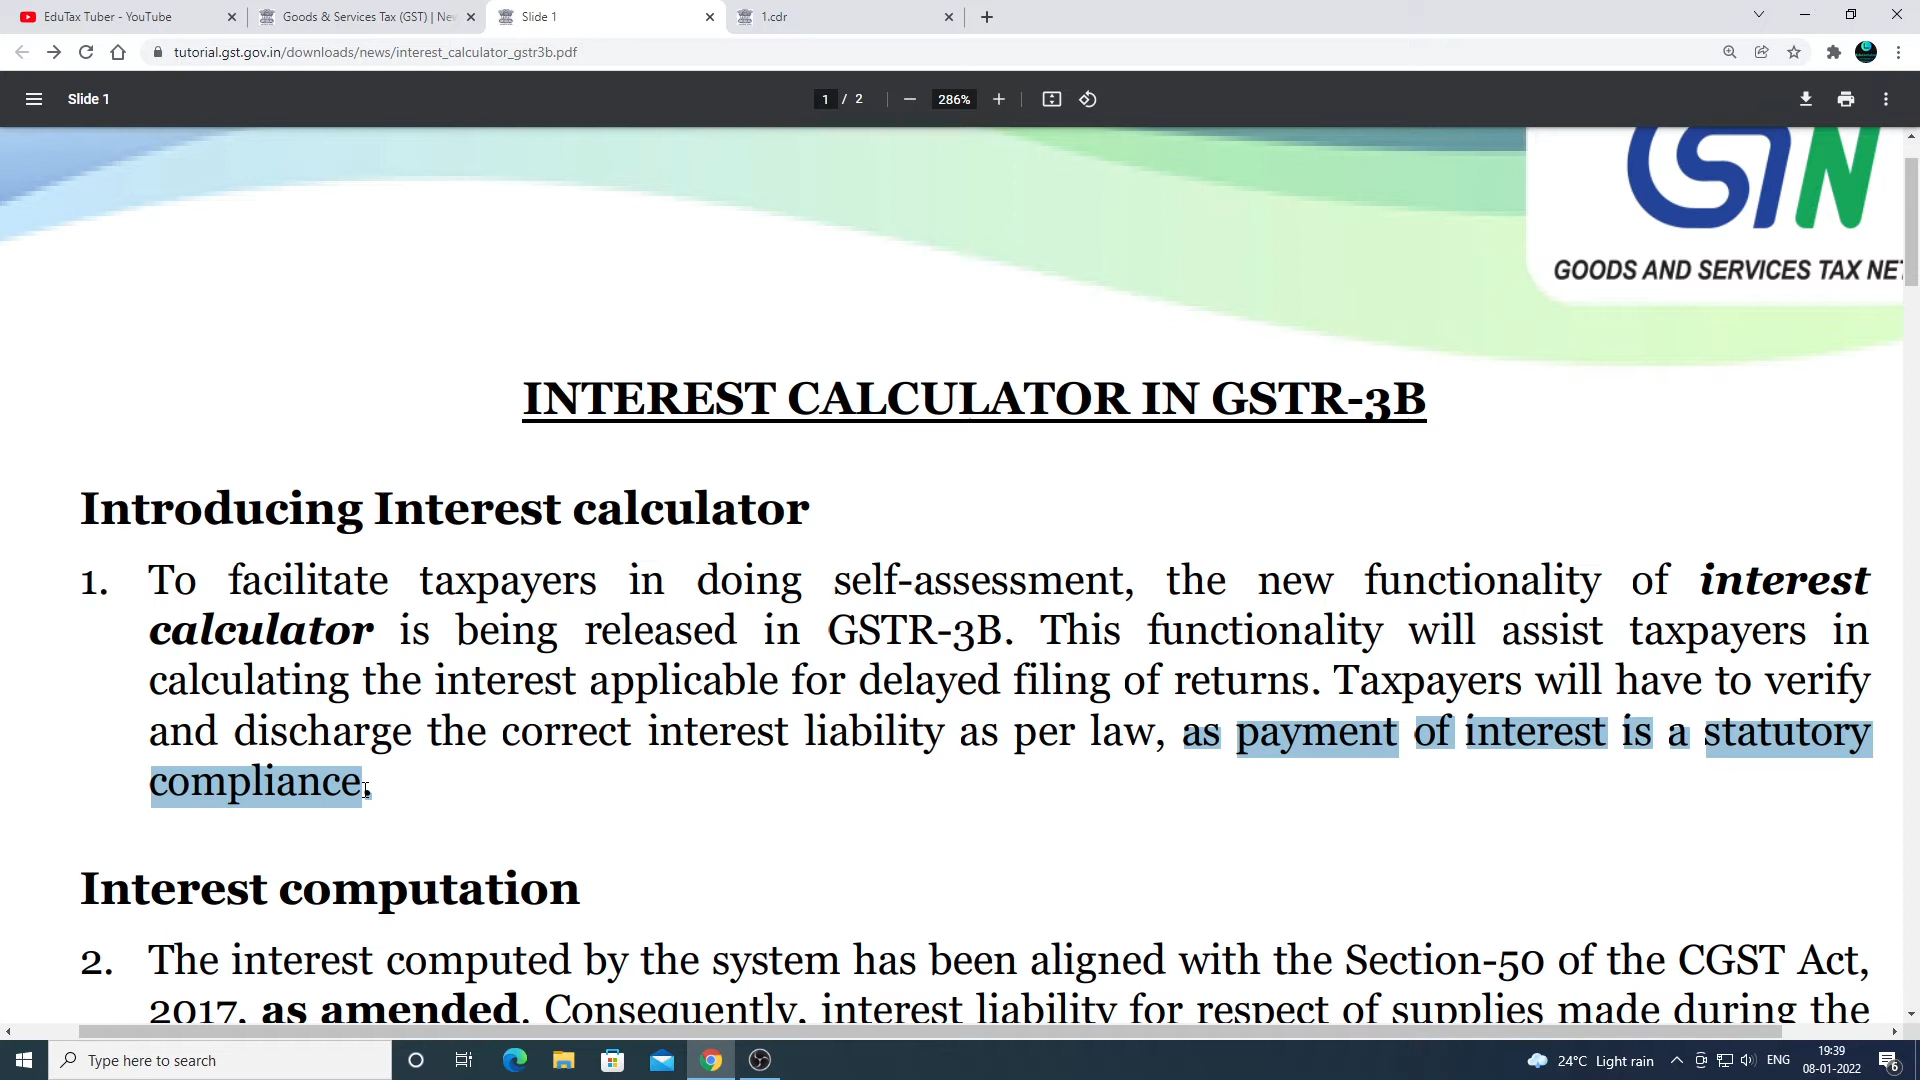 EduTax Tuber - YouTube
Goods & Services Tax (GST) | Ne
Slide 1
1.cdr
tutorial.gst.gov.in/downloads/news/interest_calculator_gstr3b.pdf
Slide 1
1 / 2
286%
GOODS AND SERVICES TAX NE
INTEREST CALCULATOR IN GSTR-3B
Introducing Interest calculator
1. To facilitate taxpayers in doing self-assessment, the new functionality of interest
calculator is being released in GSTR-3B. This functionality will assist taxpayers in
calculating the interest applicable for delayed filing of returns. Taxpayers will have to verify
and discharge the correct interest liability as per law, as payment of interest is a statutory
compliance.
Interest computation
2. The interest computed by the system has been aligned with the Section-50 of the CGST Act,
2017, as amended. Consequently, interest liability for respect of supplies made during the
Type here to search
24°C Light rain
ENG
19:39
08-01-2022
6